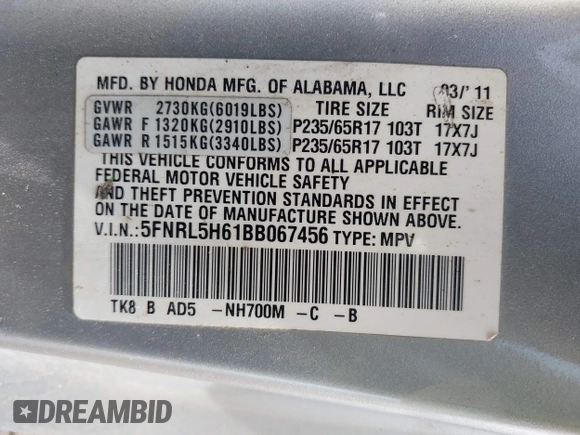 MFD. BY HONDA MFG. OF ALABAMA, LLC 03/'11
GVWR 2730KG(6019LBS) TIRE SIZE RIM SIZE
GAWR F 1320KG(2910LBS) P235/65R17 103T 17X7J
GAWR R 1515KG(3340LBS) P235/65R17 103T 17X7J
THIS VEHICLE CONFORMS TO ALL APPLICABLE
FEDERAL MOTOR VEHICLE SAFETY
AND THEFT PREVENTION STANDARDS IN EFFECT
ON THE DATE OF MANUFACTURE SHOWN ABOVE.
V.I.N.:5FNRL5H61BB067456 TYPE: MPV
TK8 B AD5 -NH700M -C -B
DREAMBID